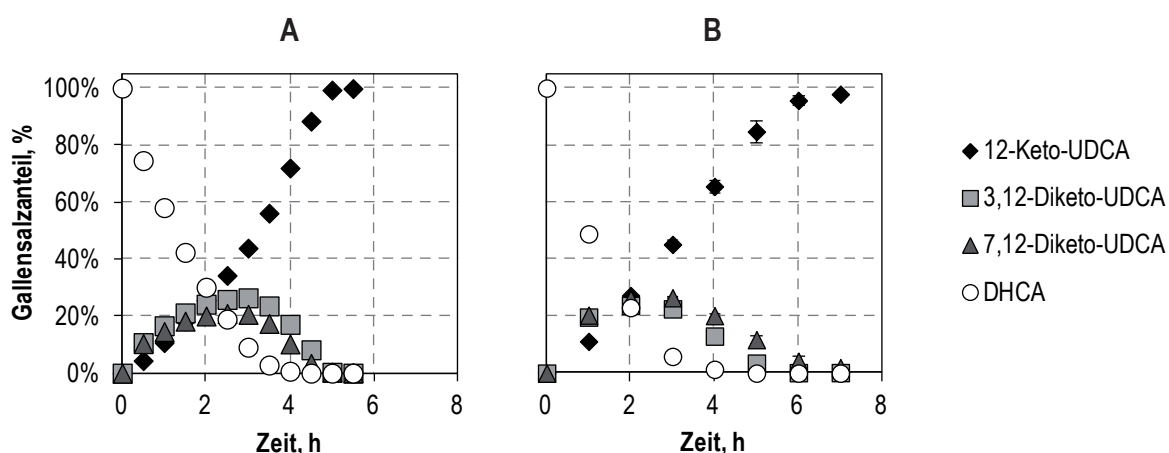 A
B
Gallensalzanteil, %
100%
80%
60%
40%
20%
0%
0 2 4 6 8
Zeit, h
0 2 4 6 8
Zeit, h
12-Keto-UDCA
3,12-Diketo-UDCA
7,12-Diketo-UDCA
DHCA